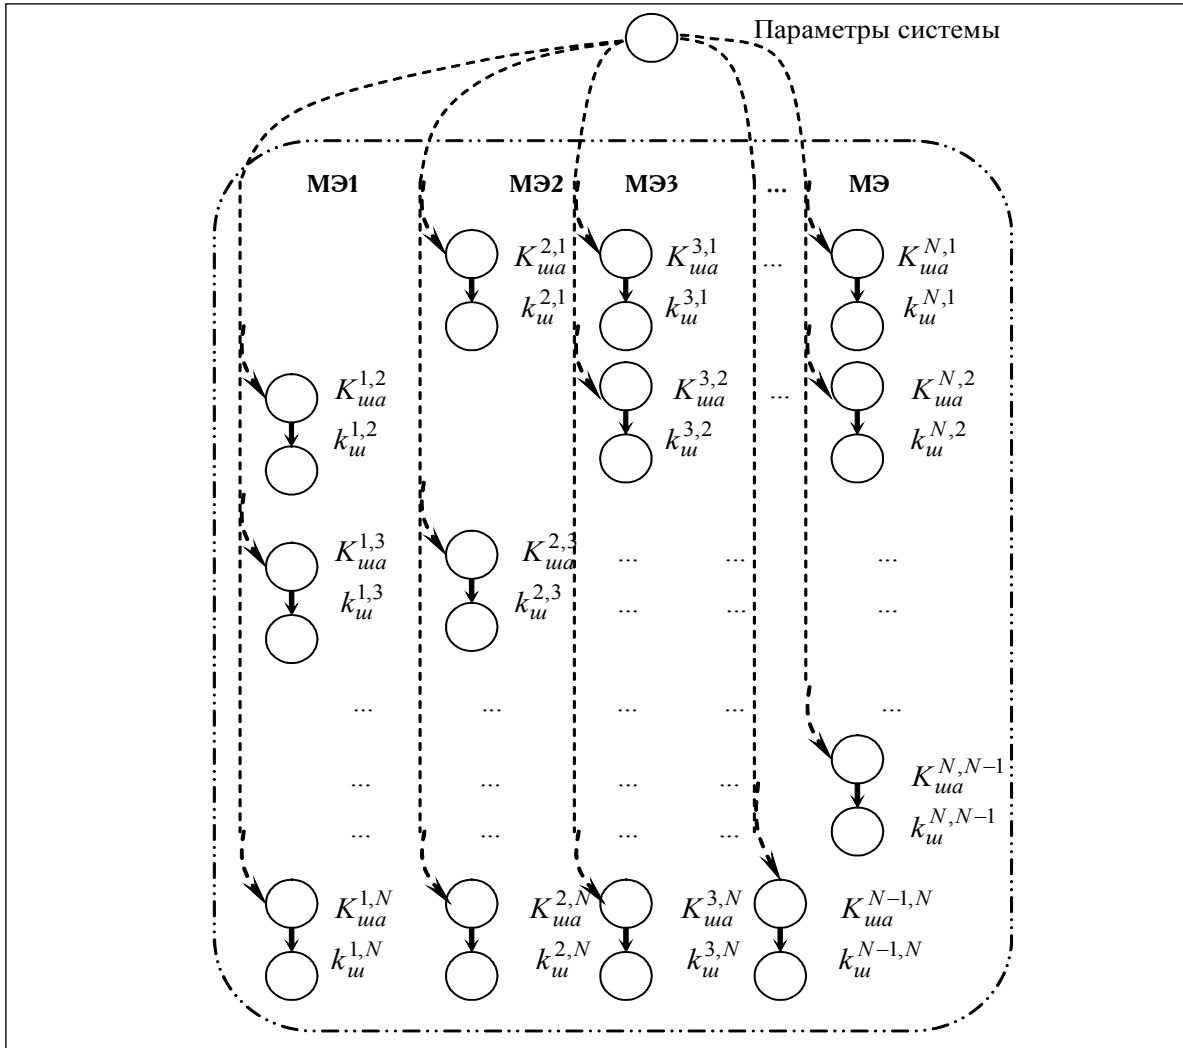 Параметры системы
МЭ1 МЭ2 МЭ3 ... МЭ
K_{ша}^{2,1} K_{ша}^{3,1} ... K_{ша}^{N,1}
k_{ш}^{2,1} k_{ш}^{3,1} k_{ш}^{N,1}
K_{ша}^{1,2} K_{ша}^{3,2} ... K_{ша}^{N,2}
k_{ш}^{1,2} k_{ш}^{3,2} k_{ш}^{N,2}
K_{ша}^{1,3} K_{ша}^{2,3} ... ... ...
k_{ш}^{1,3} k_{ш}^{2,3} ... ... ...
... ... ... ... ...
... ... ... ... K_{ша}^{N,N−1}
... ... ... ... k_{ш}^{N,N−1}
K_{ша}^{1,N} K_{ша}^{2,N} K_{ша}^{3,N} K_{ша}^{N−1,N}
k_{ш}^{1,N} k_{ш}^{2,N} k_{ш}^{3,N} k_{ш}^{N−1,N}